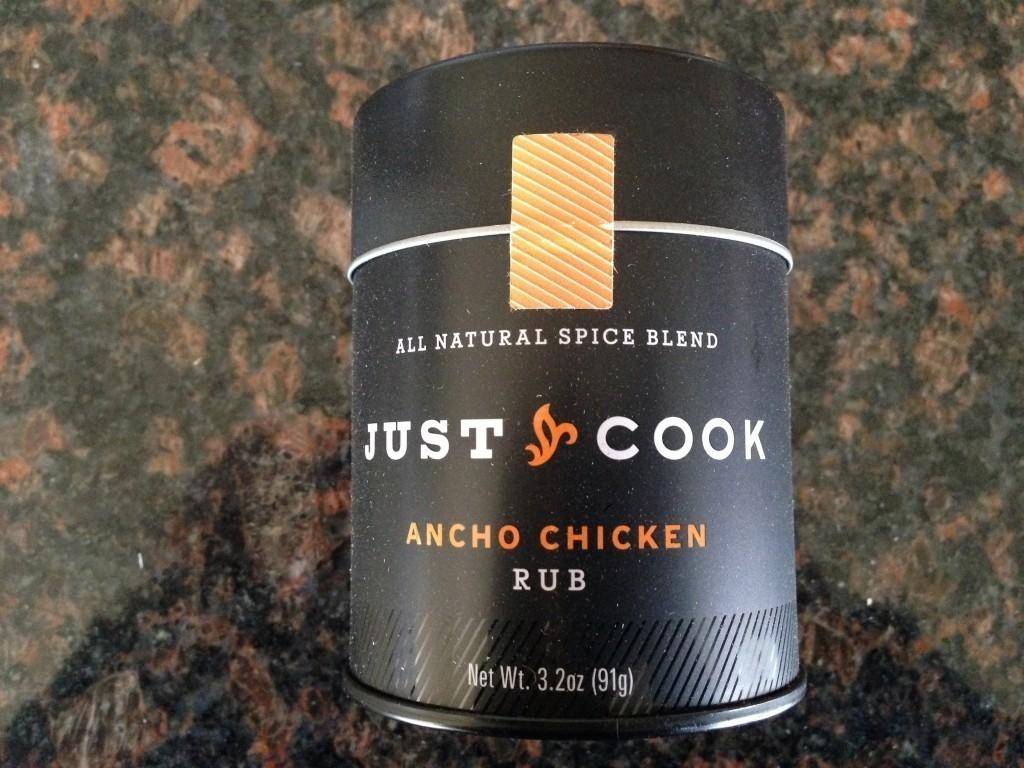 ALL NATURAL SPICE BLEND
JUST COOK
ANCHO CHICKEN
RUB
Net Wt. 3.2oz (91g)